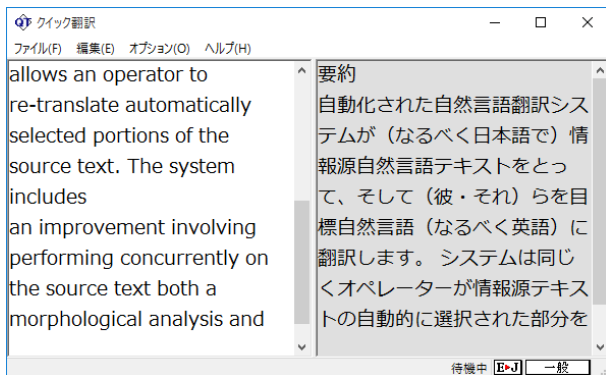 クイック翻訳
ファイル(F) 編集(E) オプション(O) ヘルプ(H)
allows an operator to
re-translate automatically
selected portions of the
source text. The system
includes
an improvement involving
performing concurrently on
the source text both a
morphological analysis and
要約
自動化された自然言語翻訳シス
テムが（なるべく日本語で）情
報源自然言語テキストをとっ
て、そして（彼・それ）らを目
標自然言語（なるべく英語）に
翻訳します。 システムは同じ
くオペレーターが情報源テキス
トの自動的に選択された部分を
待機中 E▸J 一般